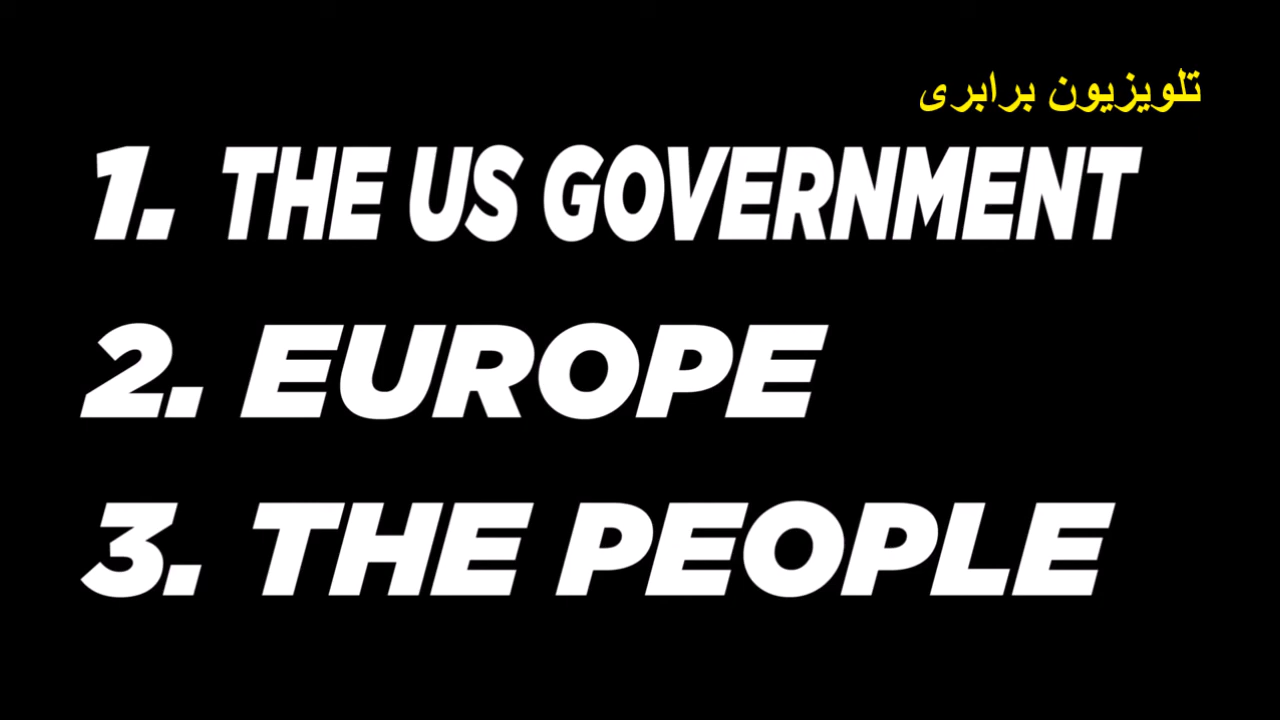 تلویزیون برابری
1. THE US GOVERNMENT
2. EUROPE
3. THE PEOPLE